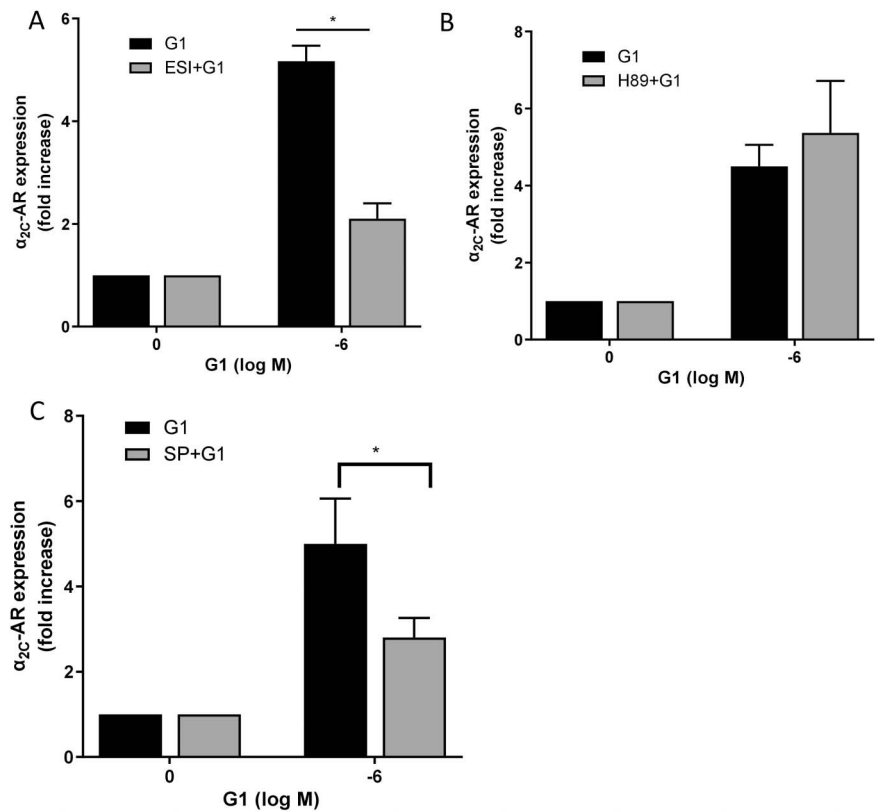 A
G1
ESI+G1
*
α2C-AR expression
(fold increase)
6
4
2
0
0
-6
G1 (log M)
B
G1
H89+G1
α2C-AR expression
(fold increase)
8
6
4
2
0
0
-6
G1 (log M)
C
G1
SP+G1
*
α2C-AR expression
(fold increase)
8
6
4
2
0
0
-6
G1 (log M)